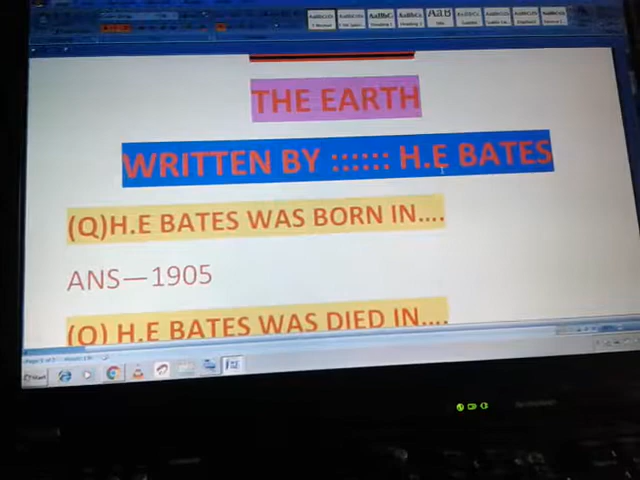 THE EARTH
WRITTEN BY :::::: H.E BATES
(Q)H.E BATES WAS BORN IN....
ANS—1905
(Q) H.E BATES WAS DIED IN....